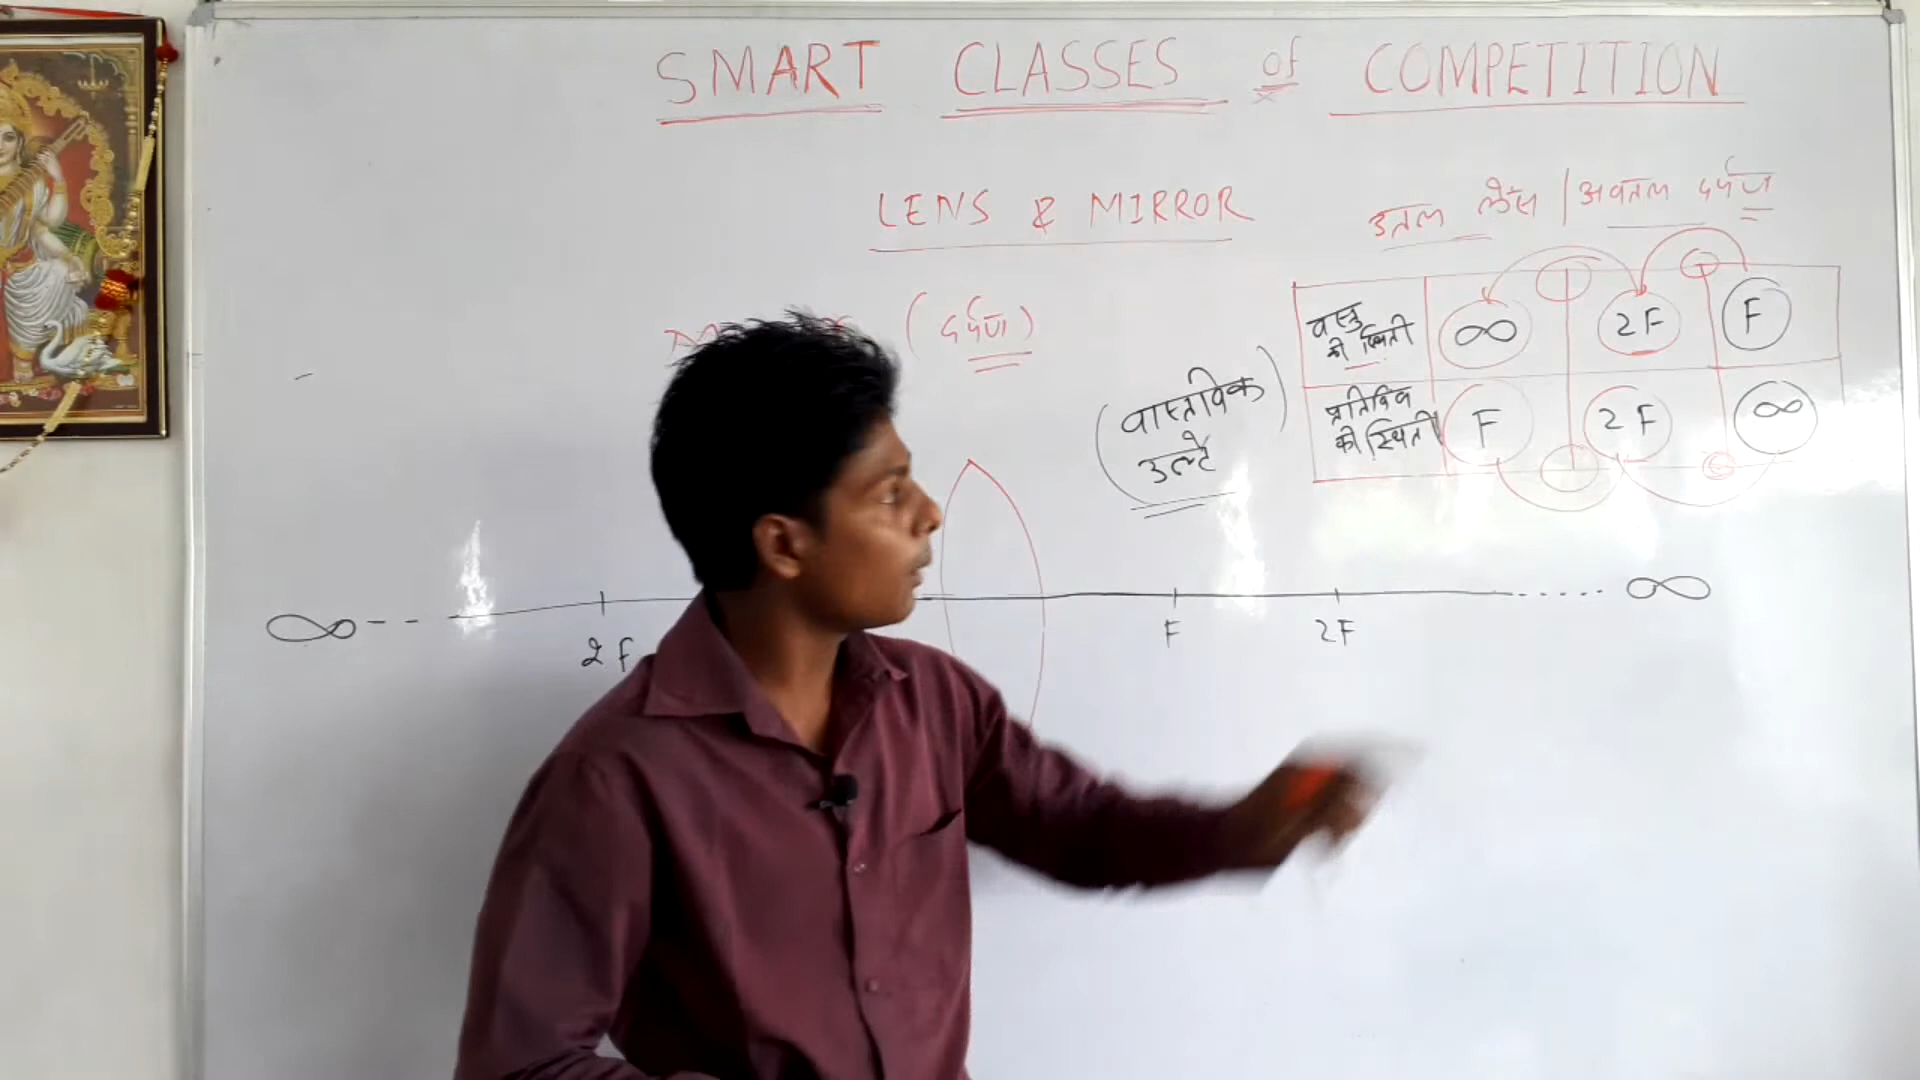 SMART CLASSES of COMPETITION
LENS & MIRROR
उतल लेंस | अवतल दर्पण
(दर्पण)
वस्तु की स्थिती ∞ 2F F
प्रतिबिंब की स्थिती F 2F ∞
(वास्तविक
उल्टे)
∞ -- ..... ∞
2F F 2F